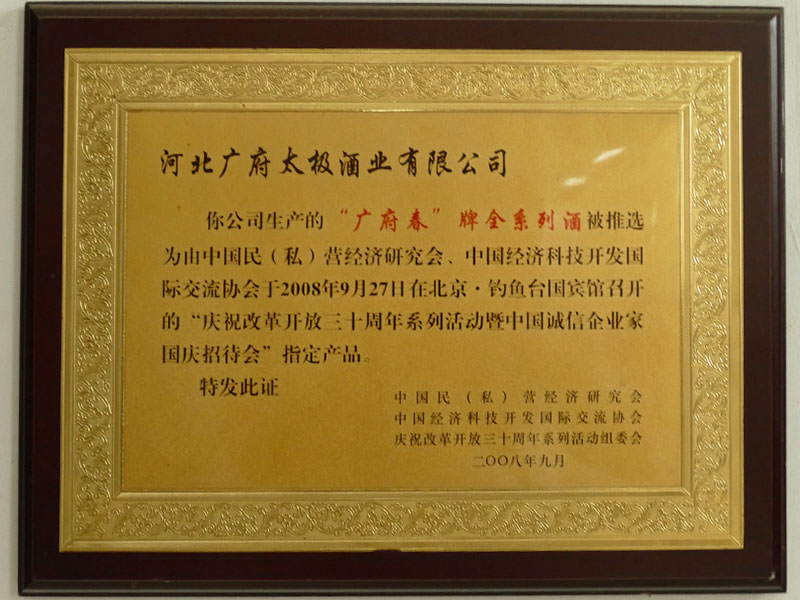 河北广府太极酒业有限公司
你公司生产的“广府春”牌全系列酒被推选
为由中国民（私）营经济研究会、中国经济科技开发国
际交流协会于2008年9月27日在北京·钓鱼台国宾馆召开
的“庆祝改革开放三十周年系列活动暨中国诚信企业家
国庆招待会”指定产品。
特发此证
中国民（私）营经济研究会
中国经济科技开发国际交流协会
庆祝改革开放三十周年系列活动组委会
二〇〇八年九月